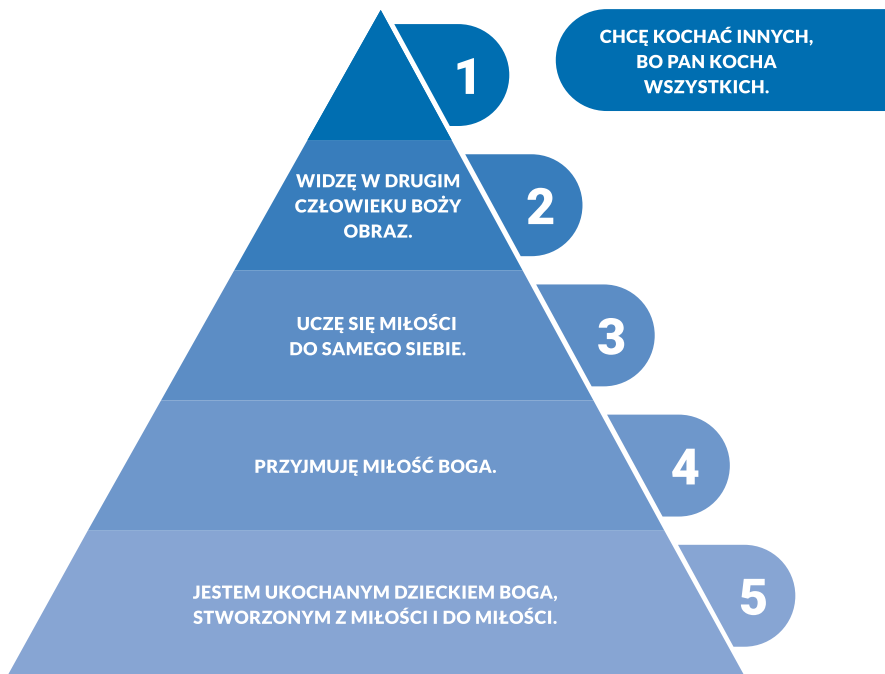 1
CHCĘ KOCHAĆ INNYCH,
BO PAN KOCHA
WSZYSTKICH.
WIDZĘ W DRUGIM
CZŁOWIEKU BOŻY
OBRAZ.
2
UCZĘ SIĘ MIŁOŚCI
DO SAMEGO SIEBIE.
3
PRZYJMUJĘ MIŁOŚĆ BOGA.
4
JESTEM UKOCHANYM DZIECKIEM BOGA,
STWORZONYM Z MIŁOŚCI I DO MIŁOŚCI.
5